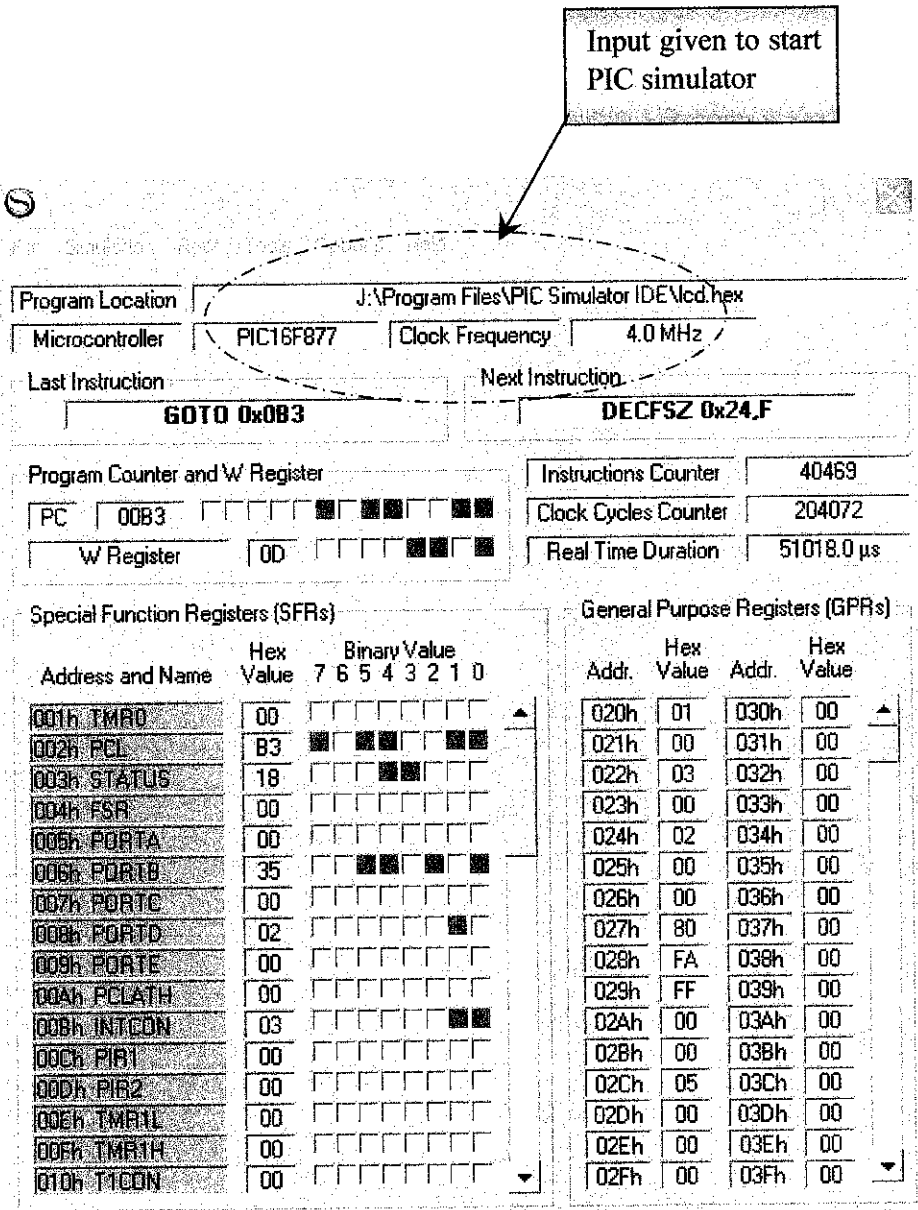 Input given to start
PIC simulator
Program Location J:\Program Files\PIC Simulator IDE\lcd.hex
Microcontroller PIC16F877 Clock Frequency 4.0 MHz
Last Instruction Next Instruction
GOTO 0x0B3 DECFSZ 0x24,F
Program Counter and W Register Instructions Counter 40469
PC 00B3 Clock Cycles Counter 204072
W Register 0D Real Time Duration 51018.0 µs
Special Function Registers (SFRs) General Purpose Registers (GPRs)
Hex Binary Value Hex Hex
Address and Name Value 7 6 5 4 3 2 1 0 Addr. Value Addr. Value
001h TMR0 00 020h 01 030h 00
002h PCL B3 021h 00 031h 00
003h STATUS 18 022h 03 032h 00
004h FSR 00 023h 00 033h 00
005h PORTA 00 024h 02 034h 00
006h PORTB 35 025h 00 035h 00
007h PORTC 00 026h 00 036h 00
008h PORTD 02 027h 80 037h 00
009h PORTE 00 028h FA 038h 00
00Ah PCLATH 00 029h FF 039h 00
00Bh INTCON 03 02Ah 00 03Ah 00
00Ch PIR1 00 02Bh 00 03Bh 00
00Dh PIR2 00 02Ch 05 03Ch 00
00Eh TMR1L 00 02Dh 00 03Dh 00
00Fh TMR1H 00 02Eh 00 03Eh 00
010h T1CON 00 02Fh 00 03Fh 00